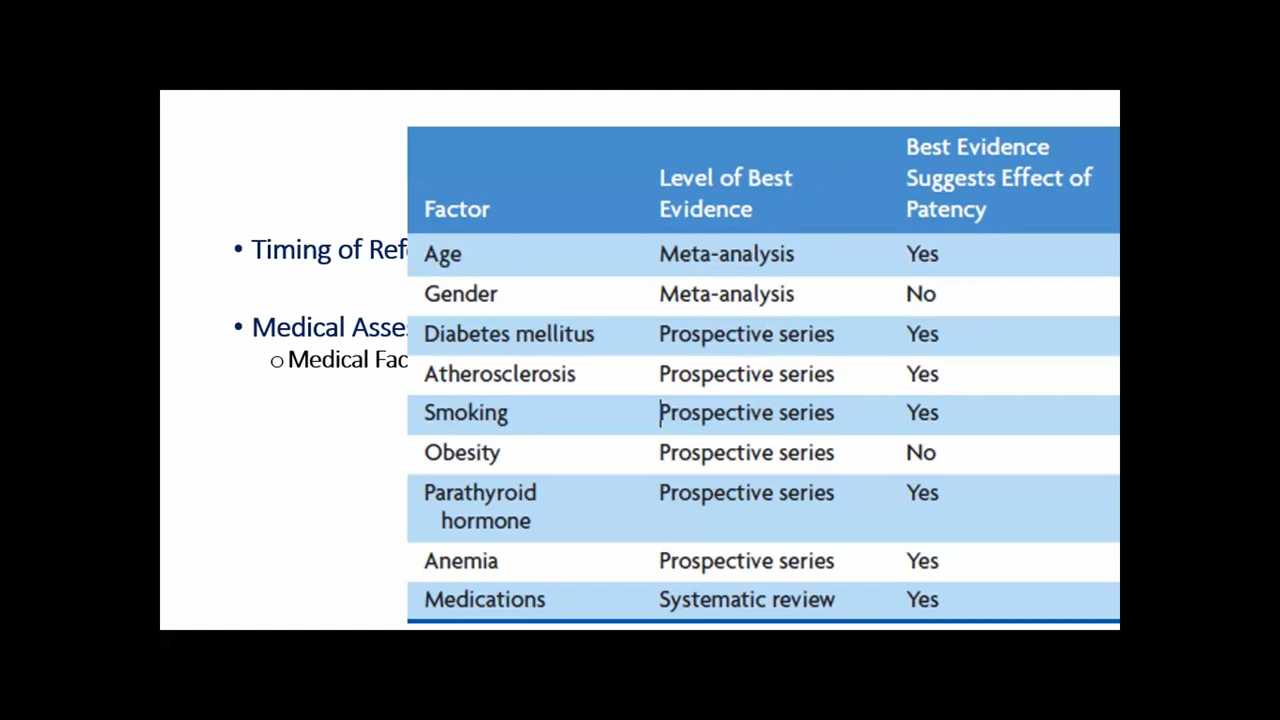 • Timing of Ref
• Medical Asse
○ Medical Fac
Factor Level of Best Evidence Best Evidence Suggests Effect of Patency
Age Meta-analysis Yes
Gender Meta-analysis No
Diabetes mellitus Prospective series Yes
Atherosclerosis Prospective series Yes
Smoking Prospective series Yes
Obesity Prospective series No
Parathyroid hormone Prospective series Yes
Anemia Prospective series Yes
Medications Systematic review Yes